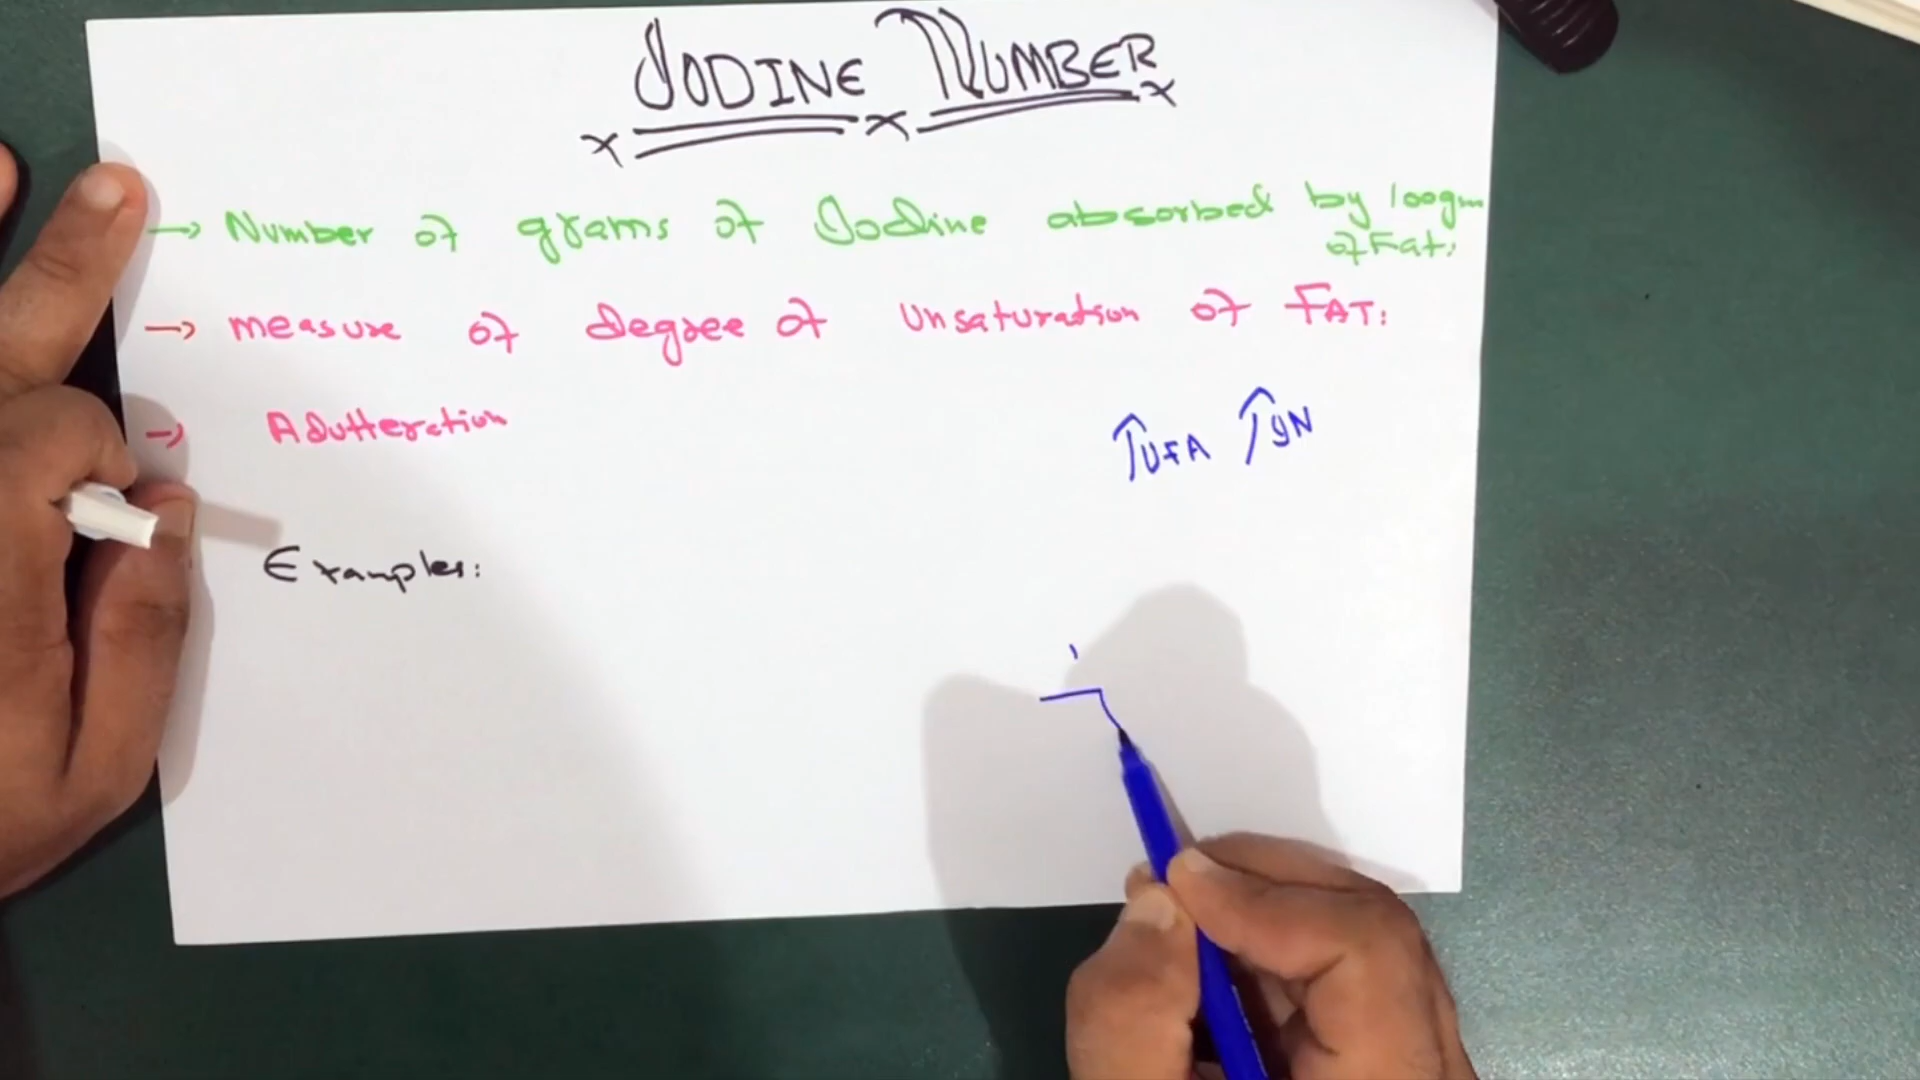 IODINE NUMBER
→ Number of grams of Iodine absorbed by 100gm
of Fat.
→ measure of degree of Unsaturation of FAT:
→ Adulteration
↑UFA ↑IN
Examples: